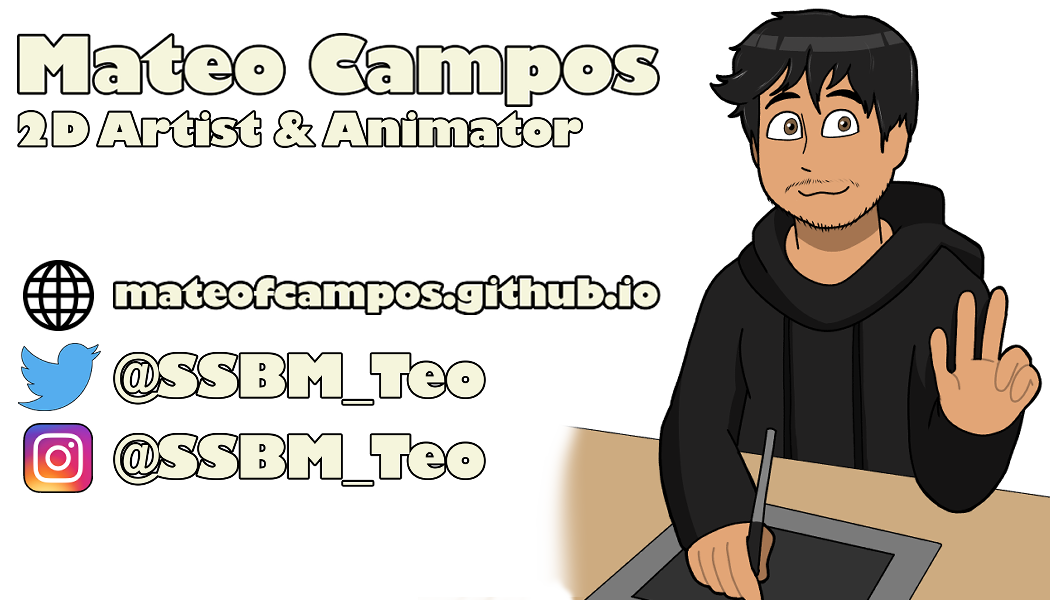 Mateo Campos
2D Artist & Animator
mateofcampos.github.io
@SSBM_Teo
@SSBM_Teo